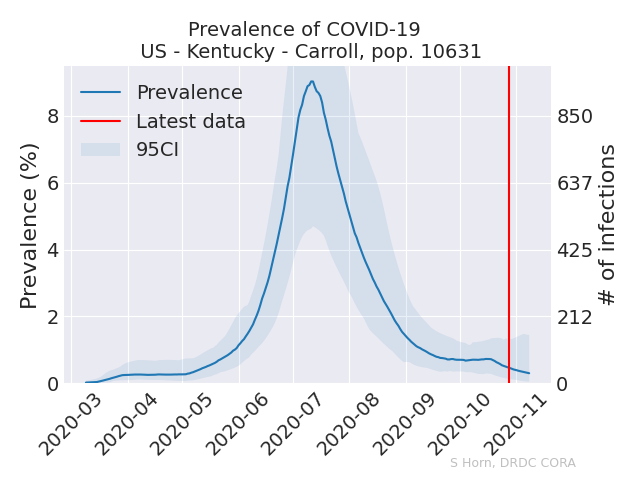 Prevalence of COVID-19
US - Kentucky - Carroll, pop. 10631
Prevalence
Latest data
95CI
Prevalence (%)
8
6
4
2
0
850
637
425
212
0
# of infections
2020-03
2020-04
2020-05
2020-06
2020-07
2020-08
2020-09
2020-10
2020-11
S Horn, DRDC CORA